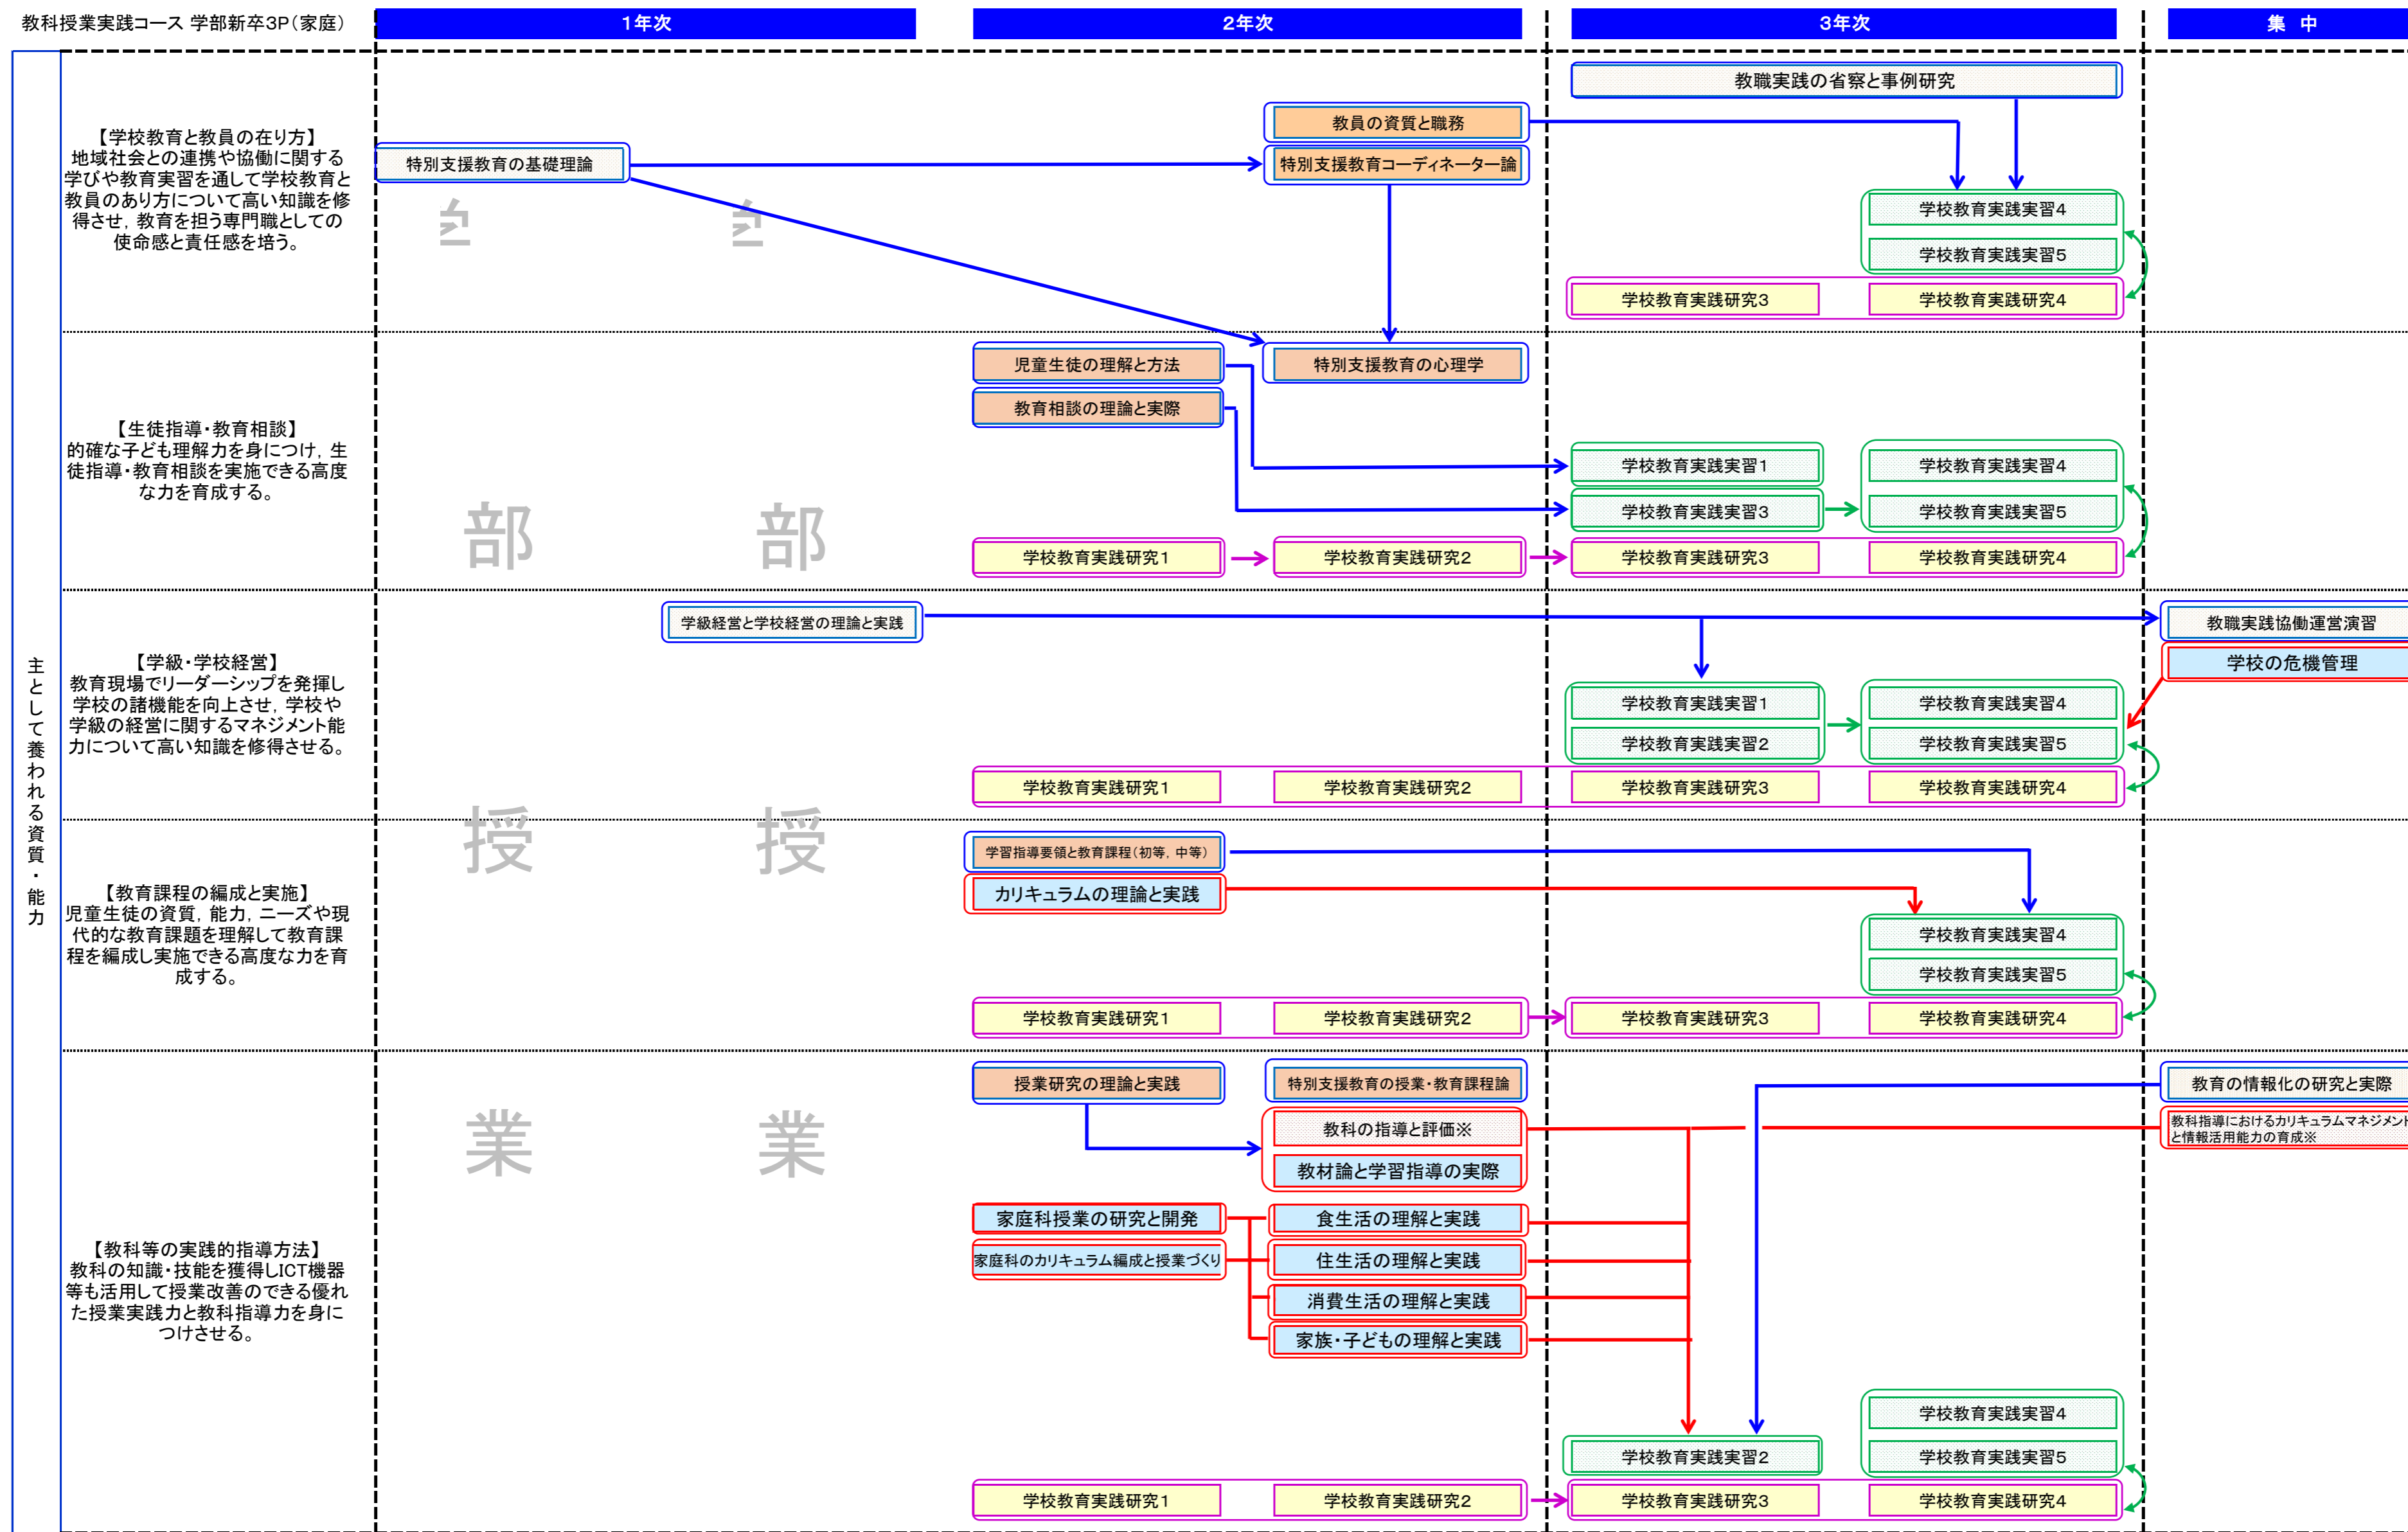 教科授業実践コース 学部新卒3P(家庭)
1年次
2年次
3年次
集 中
主として養われる資質・能力
【学校教育と教員の在り方】
地域社会との連携や協働に関する
学びや教育実習を通して学校教育と
教員のあり方について高い知識を修
得させ,教育を担う専門職としての
使命感と責任感を培う。
教職実践の省察と事例研究
教員の資質と職務
特別支援教育の基礎理論
特別支援教育コーディネーター論
学校教育実践実習4
学校教育実践実習5
学校教育実践研究3
学校教育実践研究4
【生徒指導・教育相談】
的確な子ども理解力を身につけ,生
徒指導・教育相談を実施できる高度
な力を育成する。
児童生徒の理解と方法
特別支援教育の心理学
教育相談の理論と実際
学校教育実践実習1
学校教育実践実習4
学校教育実践実習3
学校教育実践実習5
部
部
学校教育実践研究1
学校教育実践研究2
学校教育実践研究3
学校教育実践研究4
【学級・学校経営】
教育現場でリーダーシップを発揮し
学校の諸機能を向上させ,学校や
学級の経営に関するマネジメント能
力について高い知識を修得させる。
学級経営と学校経営の理論と実践
教職実践協働運営演習
学校の危機管理
学校教育実践実習1
学校教育実践実習4
学校教育実践実習2
学校教育実践実習5
学校教育実践研究1
学校教育実践研究2
学校教育実践研究3
学校教育実践研究4
授
授
【教育課程の編成と実施】
児童生徒の資質,能力,ニーズや現
代的な教育課題を理解して教育課
程を編成し実施できる高度な力を育
成する。
学習指導要領と教育課程(初等,中等)
カリキュラムの理論と実践
学校教育実践実習4
学校教育実践実習5
学校教育実践研究1
学校教育実践研究2
学校教育実践研究3
学校教育実践研究4
【教科等の実践的指導方法】
教科の知識・技能を獲得しICT機器
等も活用して授業改善のできる優れ
た授業実践力と教科指導力を身に
つけさせる。
業
業
授業研究の理論と実践
特別支援教育の授業・教育課程論
教育の情報化の研究と実際
教科の指導と評価※
教科指導におけるカリキュラムマネジメント
と情報活用能力の育成※
教材論と学習指導の実際
家庭科授業の研究と開発
食生活の理解と実践
家庭科のカリキュラム編成と授業づくり
住生活の理解と実践
消費生活の理解と実践
家族・子どもの理解と実践
学校教育実践実習4
学校教育実践実習2
学校教育実践実習5
学校教育実践研究1
学校教育実践研究2
学校教育実践研究3
学校教育実践研究4